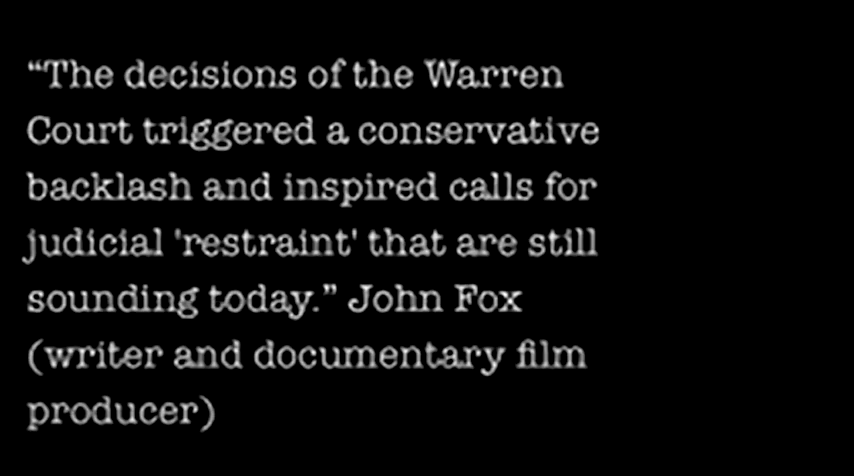 “The decisions of the Warren
Court triggered a conservative
backlash and inspired calls for
judicial 'restraint' that are still
sounding today.” John Fox
(writer and documentary film
producer)